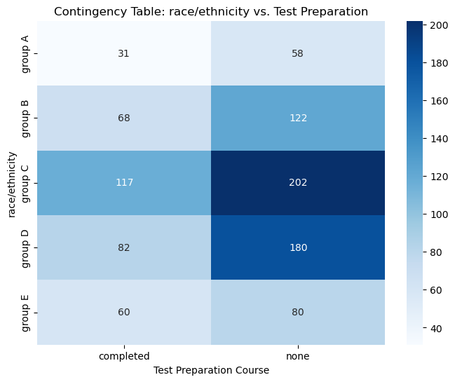 Contingency Table: race/ethnicity vs. Test Preparation
race/ethnicity
group A
31
58
group B
68
122
group C
117
202
group D
82
180
group E
60
80
completed
none
Test Preparation Course
200
180
160
140
120
100
80
60
40